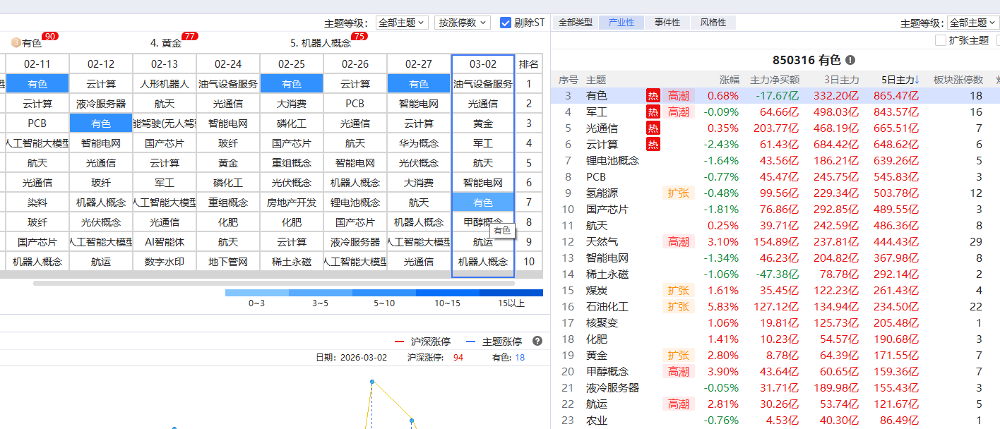 主题等级: 全部主题 按涨停数 剔除ST
3 有色 90 4. 黄金 77 5. 机器人概念 75
02-11 02-12 02-13 02-24 02-25 02-26 02-27 03-02 排名
有色 云计算 人形机器人 油气设备服务 有色 云计算 有色 油气设备服务 1
云计算 液冷服务器 航天 光通信 大消费 PCB 智能电网 光通信 2
PCB 有色 能驾驶(无人驾 智能电网 磷化工 光通信 云计算 黄金 3
人工智能大模型 智能电网 国产芯片 玻纤 国产芯片 航天 华为概念 军工 4
航天 光通信 云计算 黄金 重组概念 智能电网 光伏概念 航天 5
光通信 玻纤 军工 磷化工 光伏概念 机器人概念 大消费 智能电网 6
染料 机器人概念 人工智能大模型 重组概念 房地产开发 锂电池概念 航天 有色 7
玻纤 光伏概念 光通信 化肥 化肥 国产芯片 机器人概念 甲醇概念 8
有色
国产芯片 人工智能大模型 AI智能体 航天 云计算 液冷服务器 人工智能大模型 航运 9
机器人概念 航运 数字水印 地下管网 稀土永磁 人工智能大模型 光通信 机器人概念 10
0~3 3~5 5~10 10~15 15以上
沪深涨停 主题涨停 ?
日期: 2026-03-02 沪深涨停: 94 有色: 18
全部类型 产业性 事件性 风格性 主题等级: 全部主题
扩张主题
850316 有色
序号 主题 涨幅 主力净买额 3日主力 5日主力↓ 板块涨停数
3 有色 热 高潮 0.68% -17.67亿 332.20亿 865.47亿 18
4 军工 热 高潮 -0.09% 64.66亿 498.03亿 843.57亿 16
5 光通信 热 0.35% 203.77亿 468.19亿 665.51亿 7
6 云计算 热 -2.43% 61.43亿 684.42亿 648.62亿 6
7 锂电池概念 -1.64% 43.56亿 186.21亿 639.26亿 5
8 PCB -0.77% 45.47亿 245.75亿 545.83亿 3
9 氢能源 扩张 -0.48% 99.56亿 229.34亿 503.78亿 12
10 国产芯片 -1.81% 76.86亿 292.85亿 489.55亿 3
11 航天 0.25% 39.71亿 242.59亿 486.36亿 8
12 天然气 高潮 3.10% 154.89亿 237.81亿 444.43亿 29
13 智能电网 -1.34% 46.23亿 204.82亿 367.98亿 8
14 稀土永磁 -1.06% -47.38亿 78.78亿 292.14亿 2
15 煤炭 扩张 1.61% 35.45亿 122.23亿 261.43亿 4
16 石油化工 扩张 5.83% 127.12亿 134.94亿 234.50亿 22
17 核聚变 1.06% 19.81亿 125.73亿 205.48亿 1
18 化肥 1.41% 10.23亿 54.57亿 190.68亿 3
19 黄金 扩张 2.80% 8.78亿 64.39亿 171.55亿 7
20 甲醇概念 高潮 3.90% 43.64亿 60.65亿 159.36亿 7
21 液冷服务器 -0.05% 31.71亿 189.98亿 155.43亿 3
22 航运 高潮 2.81% 30.26亿 53.74亿 121.67亿 5
23 农业 -0.76% 4.53亿 40.30亿 86.49亿 1